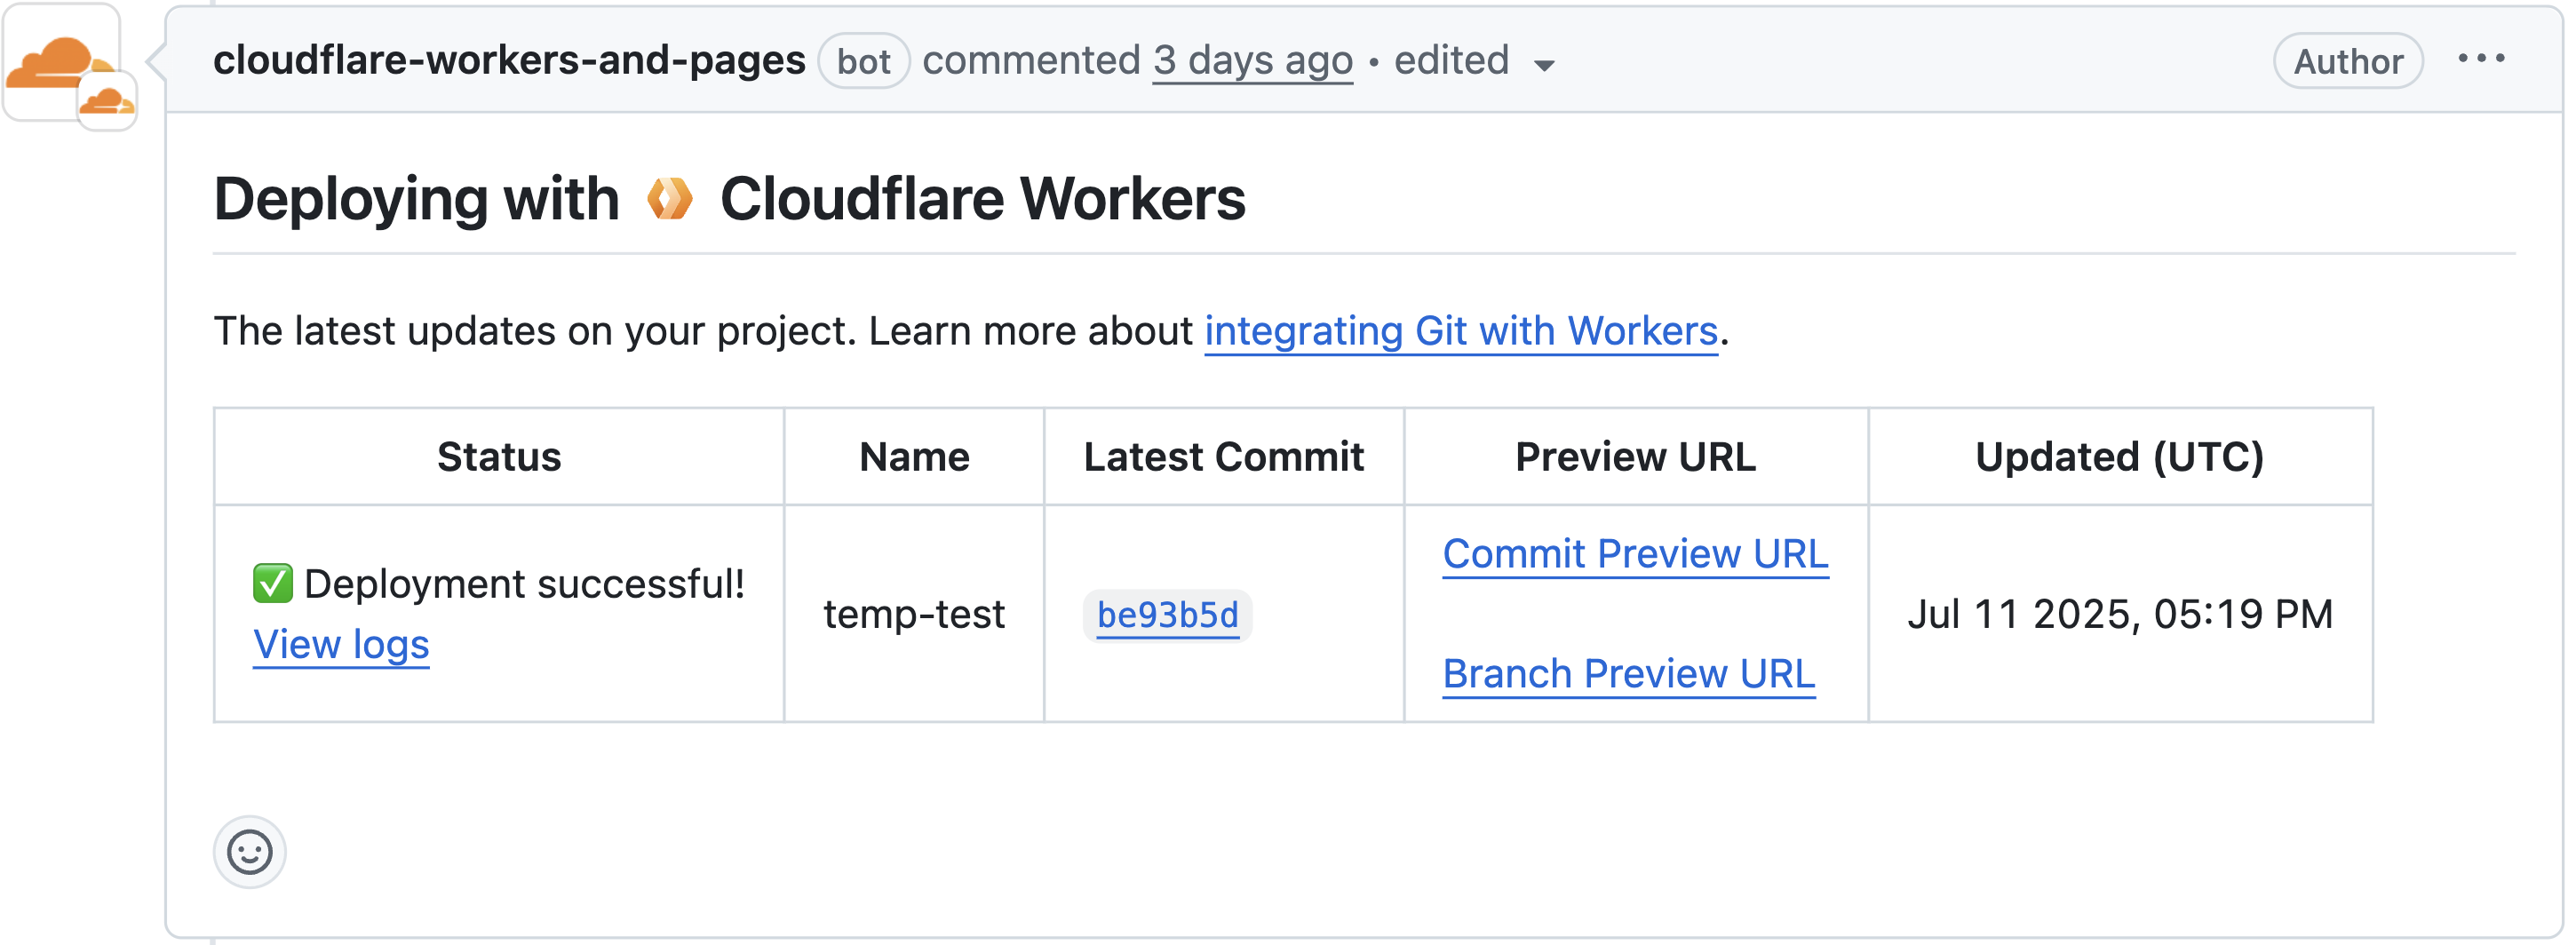 cloudflare-workers-and-pages bot commented 3 days ago • edited Author
Deploying with Cloudflare Workers
The latest updates on your project. Learn more about integrating Git with Workers.
Status Name Latest Commit Preview URL Updated (UTC)
✅ Deployment successful!
View logs
temp-test
be93b5d
Commit Preview URL
Branch Preview URL
Jul 11 2025, 05:19 PM